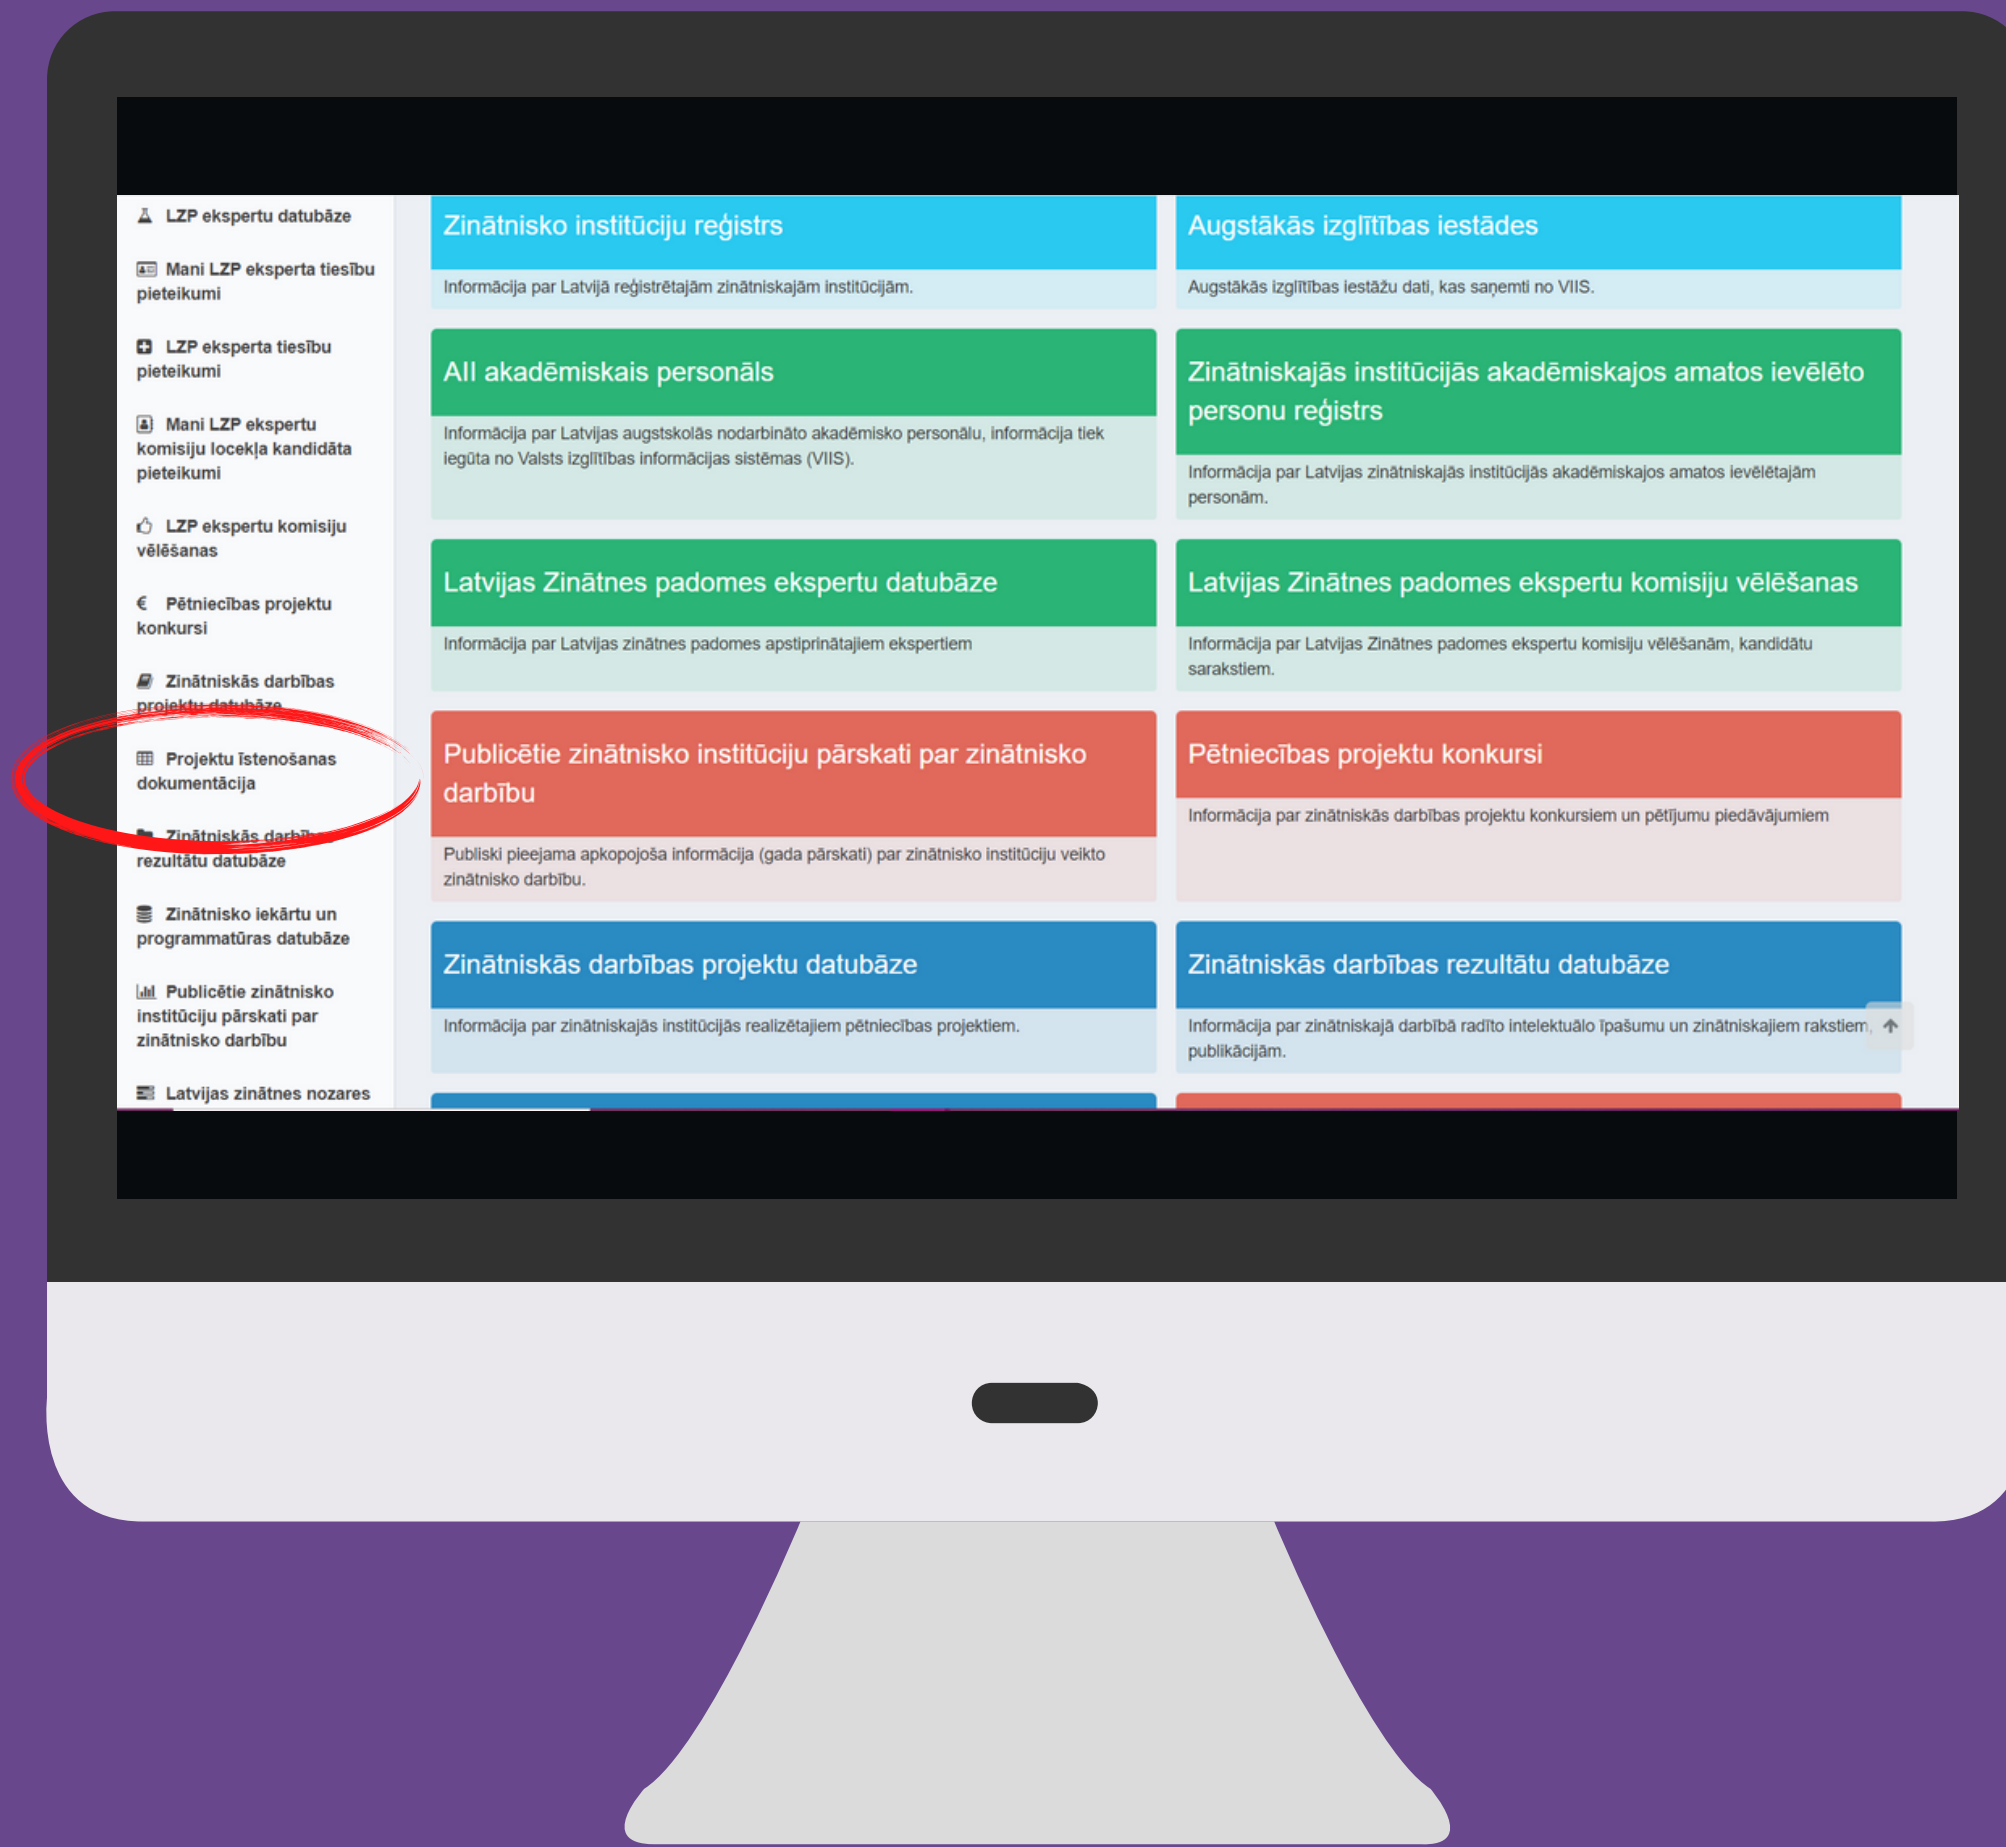 LZP ekspertu datubāze
Mani LZP eksperta tiesību
pieteikumi
LZP eksperta tiesību
pieteikumi
Mani LZP ekspertu
komisiju locekļa kandidāta
pieteikumi
LZP ekspertu komisiju
vēlēšanas
€ Pētniecības projektu
konkursi
Zinātniskās darbības
projektu datubāze
Projektu īstenošanas
dokumentācija
Zinātniskās darbības
rezultātu datubāze
Zinātnisko iekārtu un
programmatūras datubāze
Publicētie zinātnisko
institūciju pārskati par
zinātnisko darbību
Latvijas zinātnes nozares
Zinātnisko institūciju reģistrs
Informācija par Latvijā reģistrētajām zinātniskajām institūcijām.
Augstākās izglītības iestādes
Augstākās izglītības iestāžu dati, kas saņemti no VIIS.
AII akadēmiskais personāls
Informācija par Latvijas augstskolās nodarbināto akadēmisko personālu, informācija tiek
iegūta no Valsts izglītības informācijas sistēmas (VIIS).
Zinātniskajās institūcijās akadēmiskajos amatos ievēlēto
personu reģistrs
Informācija par Latvijas zinātniskajās institūcijās akadēmiskajos amatos ievēlētajām
personām.
Latvijas Zinātnes padomes ekspertu datubāze
Informācija par Latvijas zinātnes padomes apstiprinātajiem ekspertiem
Latvijas Zinātnes padomes ekspertu komisiju vēlēšanas
Informācija par Latvijas Zinātnes padomes ekspertu komisiju vēlēšanām, kandidātu
sarakstiem.
Publicētie zinātnisko institūciju pārskati par zinātnisko
darbību
Publiski pieejama apkopojoša informācija (gada pārskati) par zinātnisko institūciju veikto
zinātnisko darbību.
Pētniecības projektu konkursi
Informācija par zinātniskās darbības projektu konkursiem un pētījumu piedāvājumiem
Zinātniskās darbības projektu datubāze
Informācija par zinātniskajās institūcijās realizētajiem pētniecības projektiem.
Zinātniskās darbības rezultātu datubāze
Informācija par zinātniskajā darbībā radīto intelektuālo īpašumu un zinātniskajiem rakstiem,
publikācijām.